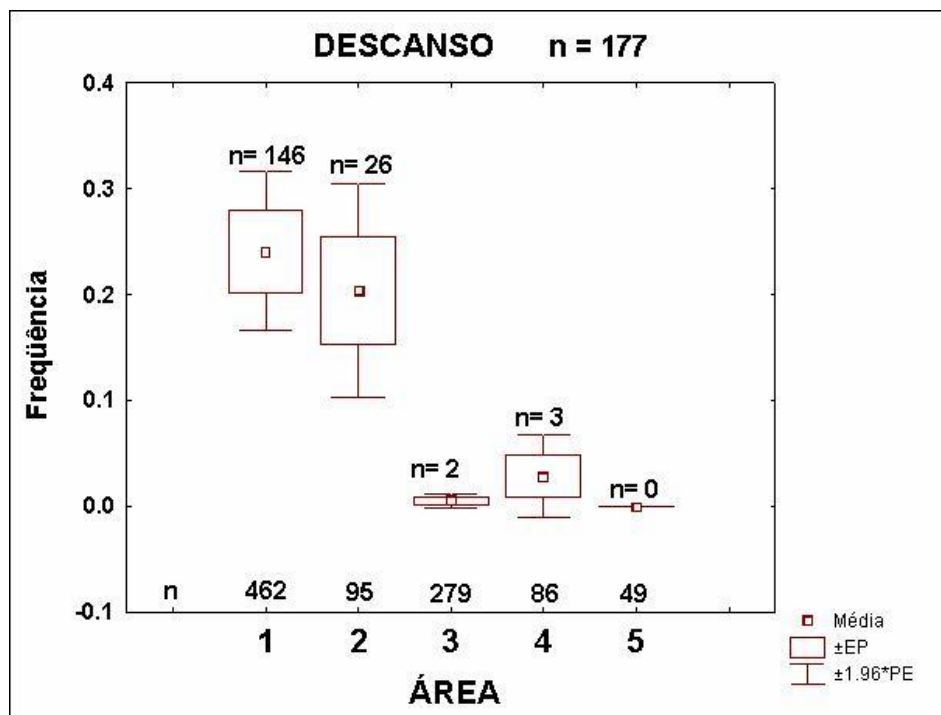 DESCANSO n = 177
0.4
n= 146
n= 26
0.3
0.2
Freqüência
0.1
n= 3
n= 2
n= 0
0.0
n 462 95 279 86 49
-0.1
1 2 3 4 5
ÁREA
Média
±EP
±1.96*PE